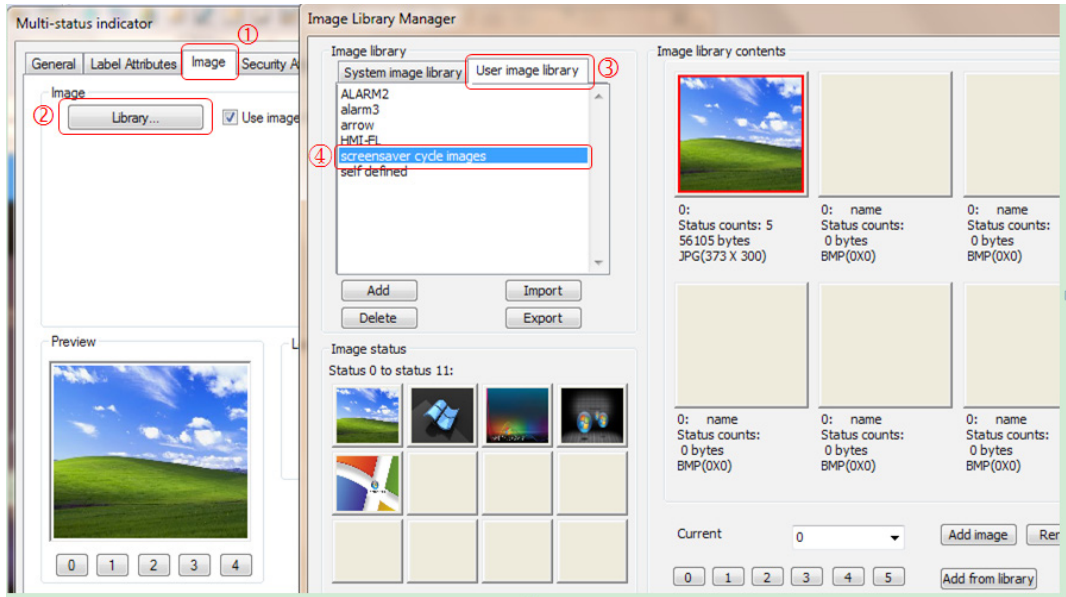 Multi-status indicator
①
General
Label Attributes
Image
Security A
Image
②
Library...
Use image
Preview
L
0
1
2
3
4
Image Library Manager
Image library
System image library
User image library
③
ALARM2
alarm3
arrow
HMI-FL
④
screensaver cycle images
self defined
Add
Import
Delete
Export
Image status
Status 0 to status 11:
Image library contents
0:
Status counts: 5
56105 bytes
JPG(373 X 300)
0: name
Status counts:
0 bytes
BMP(0X0)
0: name
Status counts:
0 bytes
BMP(0X0)
0: name
Status counts:
0 bytes
BMP(0X0)
0: name
Status counts:
0 bytes
BMP(0X0)
0: name
Status counts:
0 bytes
BMP(0X0)
Current
0
Add image
Rer
0
1
2
3
4
5
Add from library